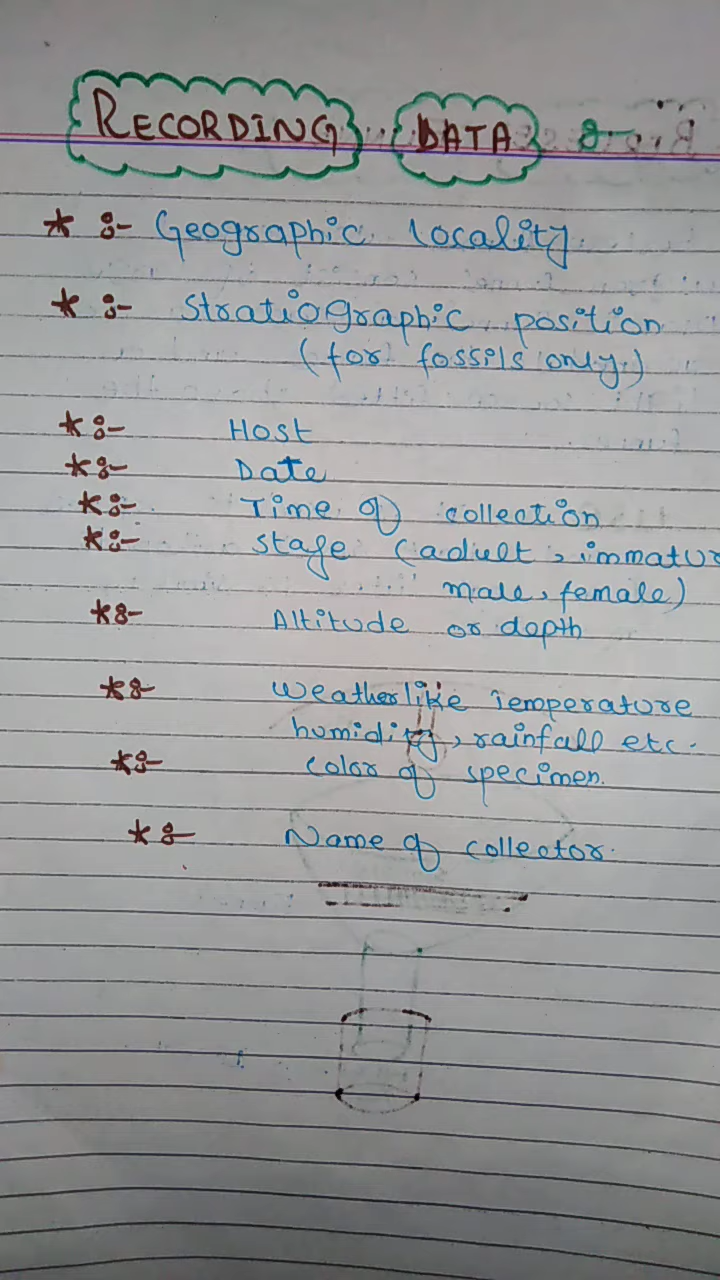 RECORDING DATA :-
* :- Geographic locality.
* :- Stratiographic position
(for fossils only.)
* :- Host
* :- Date
* :- Time of collection
* :- Stage (adult, immatur
male, female)
* :- Altitude or depth
* :- Weather like Temperature
humidity, rainfall etc.
* :- color of specimen.
* :- Name of collector.